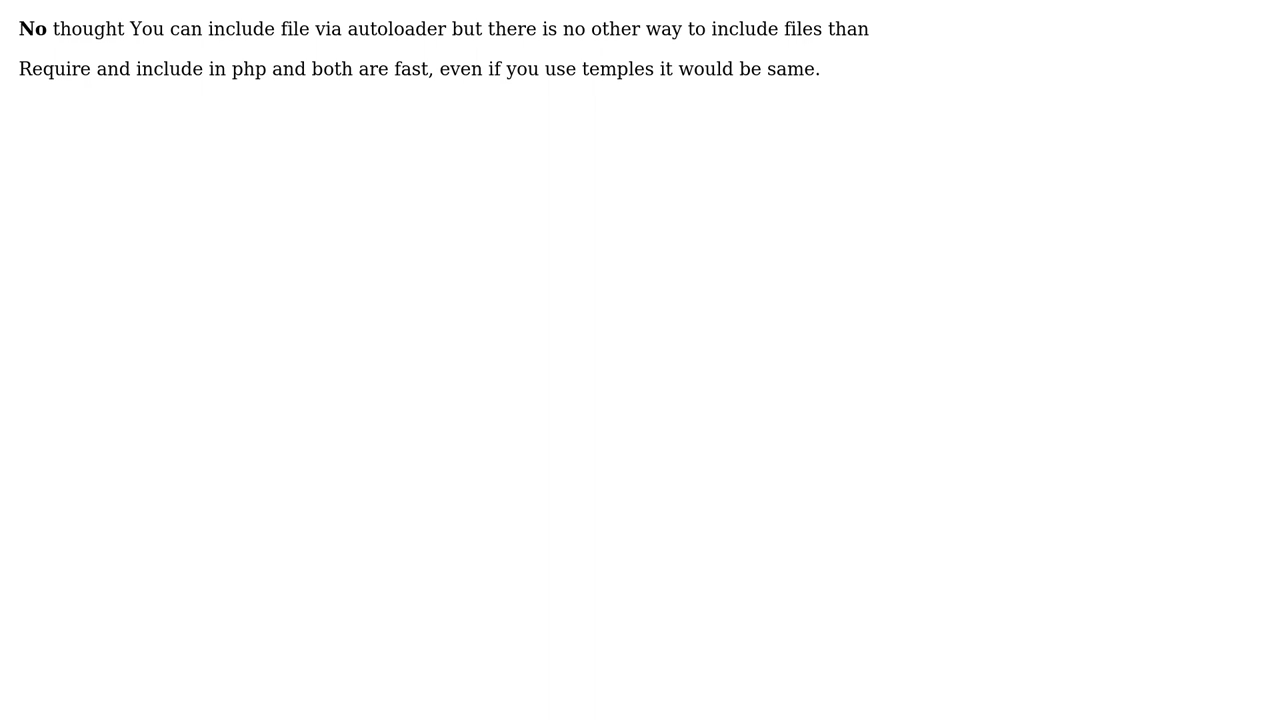 No thought You can include file via autoloader but there is no other way to include files than
Require and include in php and both are fast, even if you use temples it would be same.